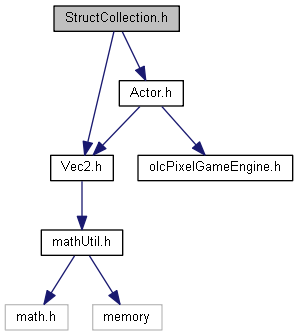 StructCollection.h
Actor.h
Vec2.h
olcPixelGameEngine.h
mathUtil.h
math.h
memory